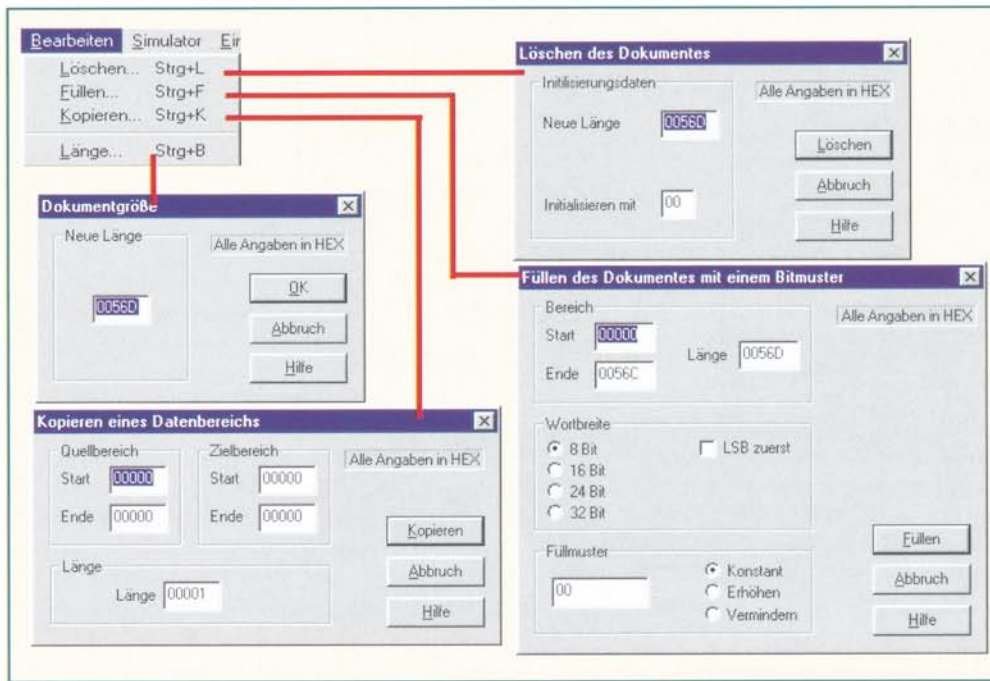 Bearbeiten Simulator Ein
Löschen... Strg+L
Füllen... Strg+F
Kopieren... Strg+K
Länge... Strg+B
Löschen des Dokumentes
Initilisierungsdaten
Alle Angaben in HEX
Neue Länge 0056D
Löschen
Abbruch
Initialisieren mit 00
Hilfe
Dokumentgröße
Neue Länge
Alle Angaben in HEX
0056D
OK
Abbruch
Hilfe
Füllen des Dokumentes mit einem Bitmuster
Bereich
Alle Angaben in HEX
Start 00000
Länge 0056D
Ende 0056C
Wortbreite
8 Bit
LSB zuerst
16 Bit
24 Bit
32 Bit
Füllen
Füllmuster
00
Konstant
Erhöhen
Vermindern
Abbruch
Hilfe
Kopieren eines Datenbereichs
Quellbereich Zielbereich
Alle Angaben in HEX
Start 00000 Start 00000
Ende 00000 Ende 00000
Kopieren
Länge
Länge 00001
Abbruch
Hilfe